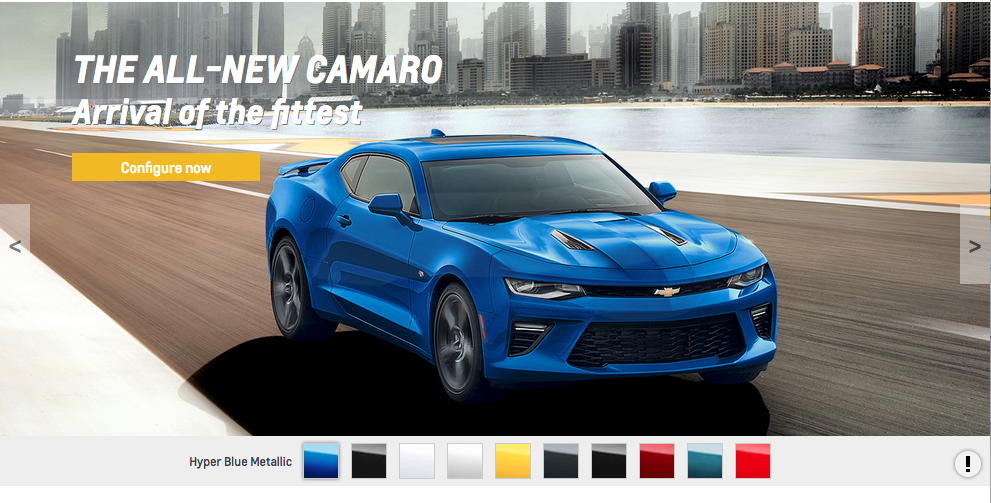 THE ALL-NEW CAMARO
Arrival of the fittest
Configure now
<
>
Hyper Blue Metallic
!